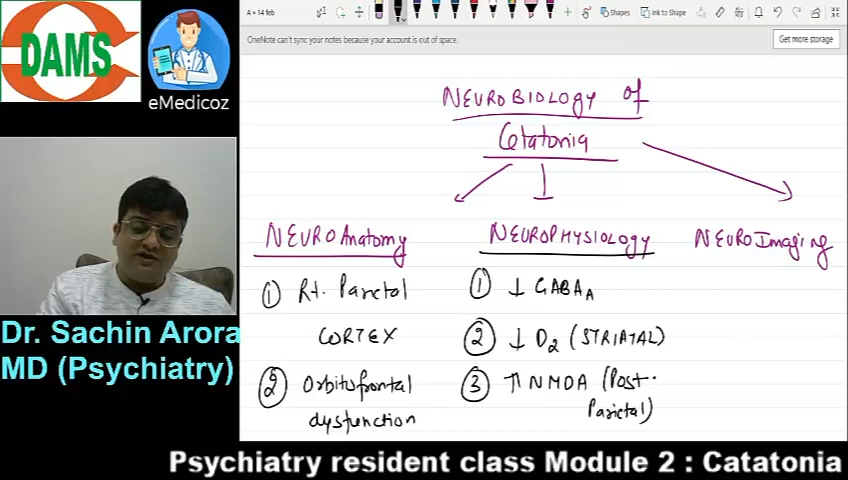 DAMS
eMedicoz
Dr. Sachin Arora
MD (Psychiatry)
A = 14 feb
Shapes
Ink to Shape
OneNote can't sync your notes because your account is out of space.
Get more storage
NEUROBIOLOGY of
Catatonia
NEUROAnatomy
① Rt. Parietal
CORTEX
② Orbitofrontal
dysfunction
NEUROPHYSIOLOGY
① ↓ GABAA
② ↓ D2 (STRIATAL)
③ ↑ NMDA (Post.
Parietal)
NEUROImaging
Psychiatry resident class Module 2 : Catatonia